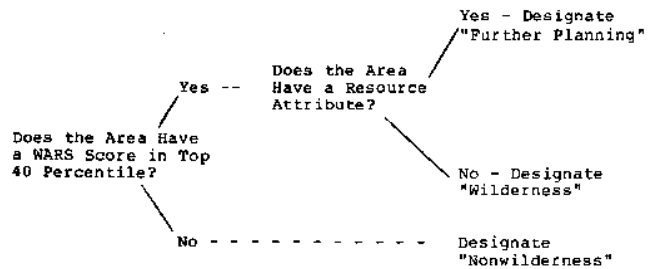 Yes - Designate
"Further Planning"
Does the Area
Yes -- Have a Resource
Attribute?
Does the Area Have
a WARS Score in Top
40 Percentile?
No - Designate
"Wilderness"
No - - - - - - - - - - - - Designate
"Nonwilderness"